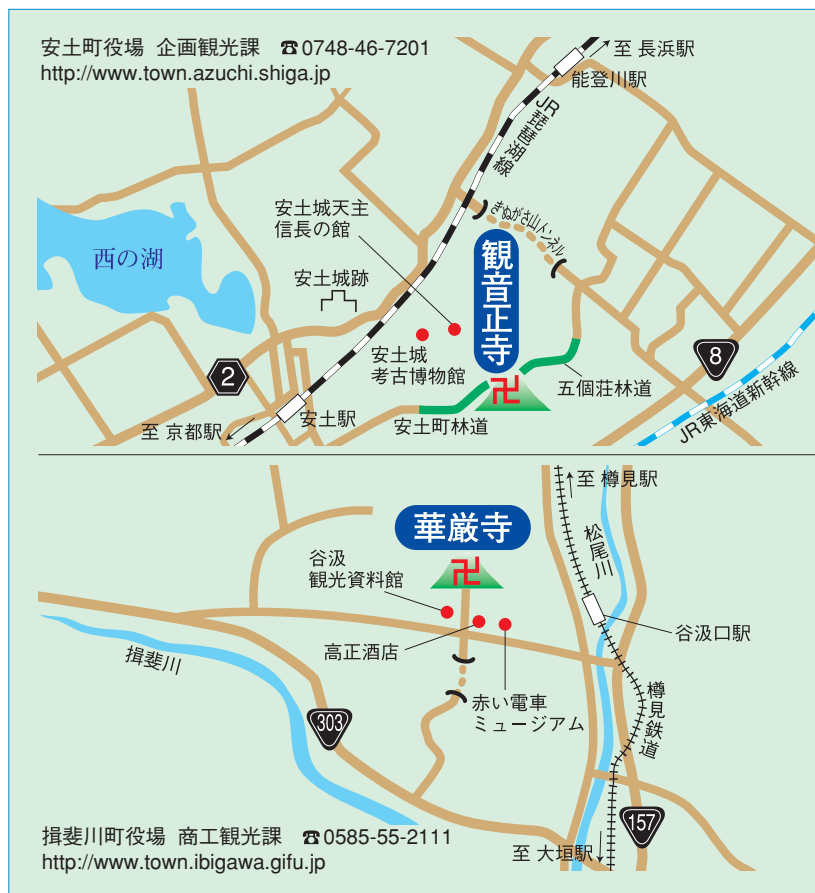 安土町役場 企画観光課 ☎0748-46-7201
http://www.town.azuchi.shiga.jp
至 長浜駅
能登川駅
JR琵琶湖線
きぬがさ山トンネル
安土城天主
信長の館
観音正寺
西の湖
安土城跡
安土城
考古博物館
8
2
五個荘林道
卍
安土駅
安土町林道
至 京都駅
JR東海道新幹線
至 樽見駅
華厳寺
松尾川
谷汲
観光資料館
卍
谷汲口駅
高正酒店
揖斐川
赤い電車
ミュージアム
樽見鉄道
303
157
揖斐川町役場 商工観光課 ☎0585-55-2111
http://www.town.ibigawa.gifu.jp
至 大垣駅